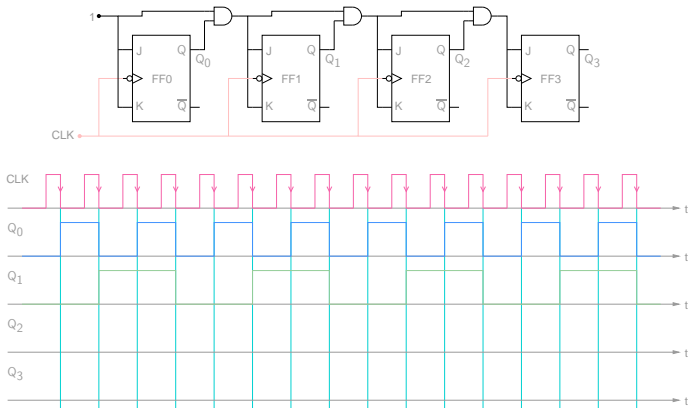 1
J Q J Q J Q J Q
Q₀ Q₁ Q₂ Q₃
FF0 FF1 FF2 FF3
K Q̅ K Q̅ K Q̅ K Q̅
CLK
CLK
t
Q₀
t
Q₁
t
Q₂
t
Q₃
t